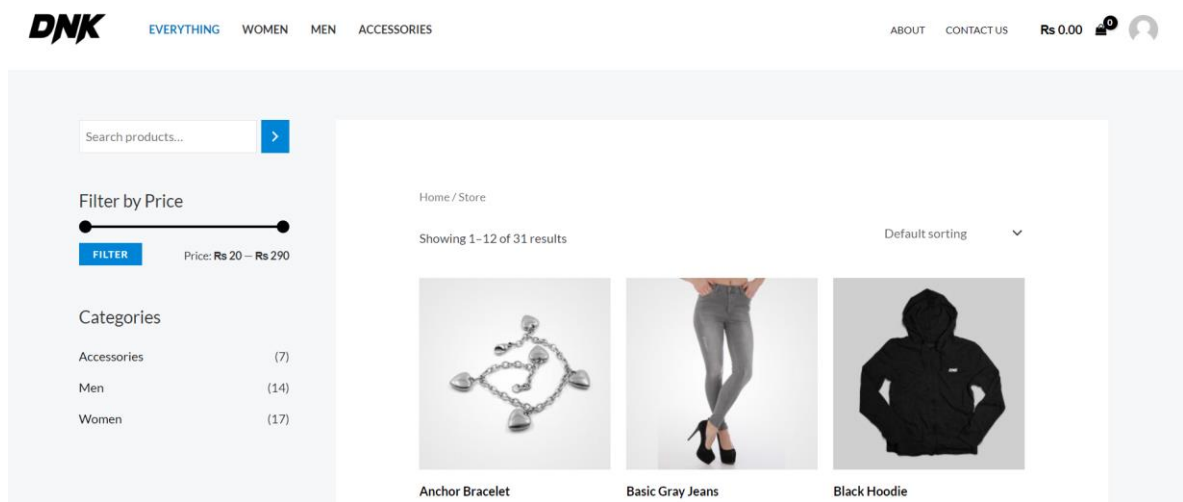 DNK EVERYTHING WOMEN MEN ACCESSORIES ABOUT CONTACT US Rs 0.00 0
Search products...
Filter by Price
FILTER Price: Rs 20 — Rs 290
Categories
Accessories (7)
Men (14)
Women (17)
Home / Store
Showing 1–12 of 31 results Default sorting
Anchor Bracelet Basic Gray Jeans Black Hoodie